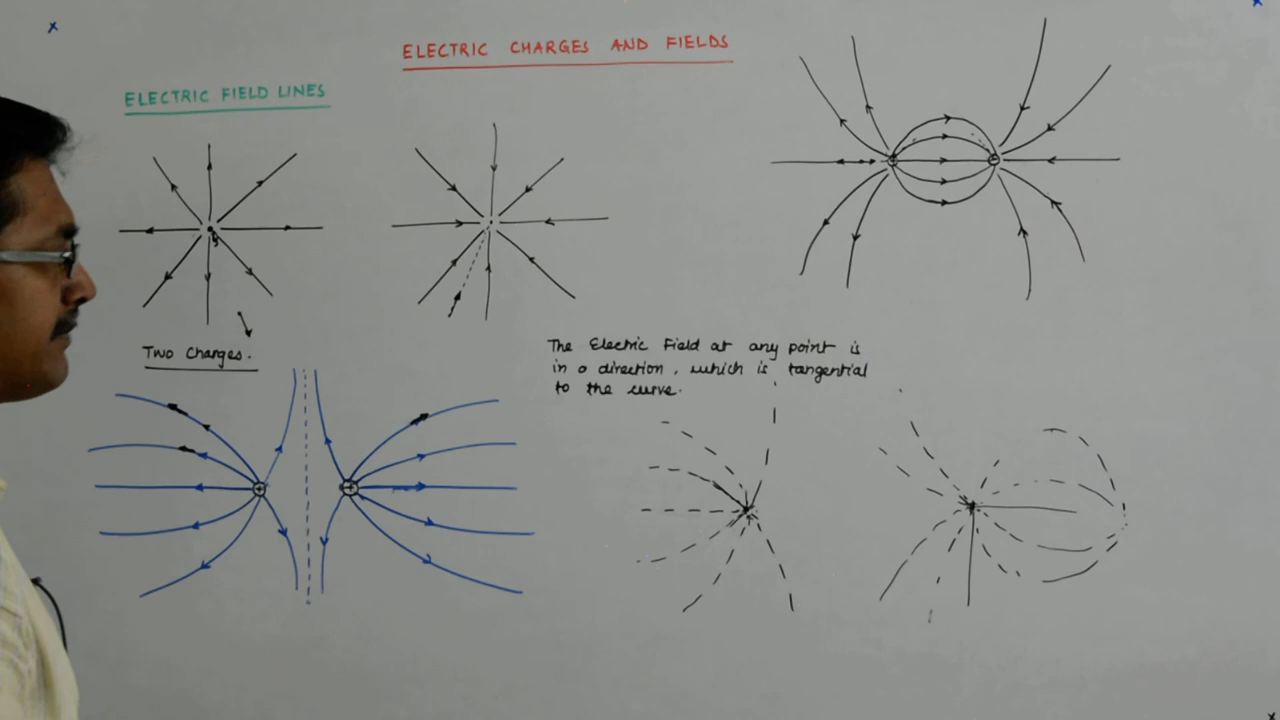 ELECTRIC CHARGES AND FIELDS
ELECTRIC FIELD LINES
Two Charges.
The Electric Field at any point is
in a direction, which is tangential
to the curve.